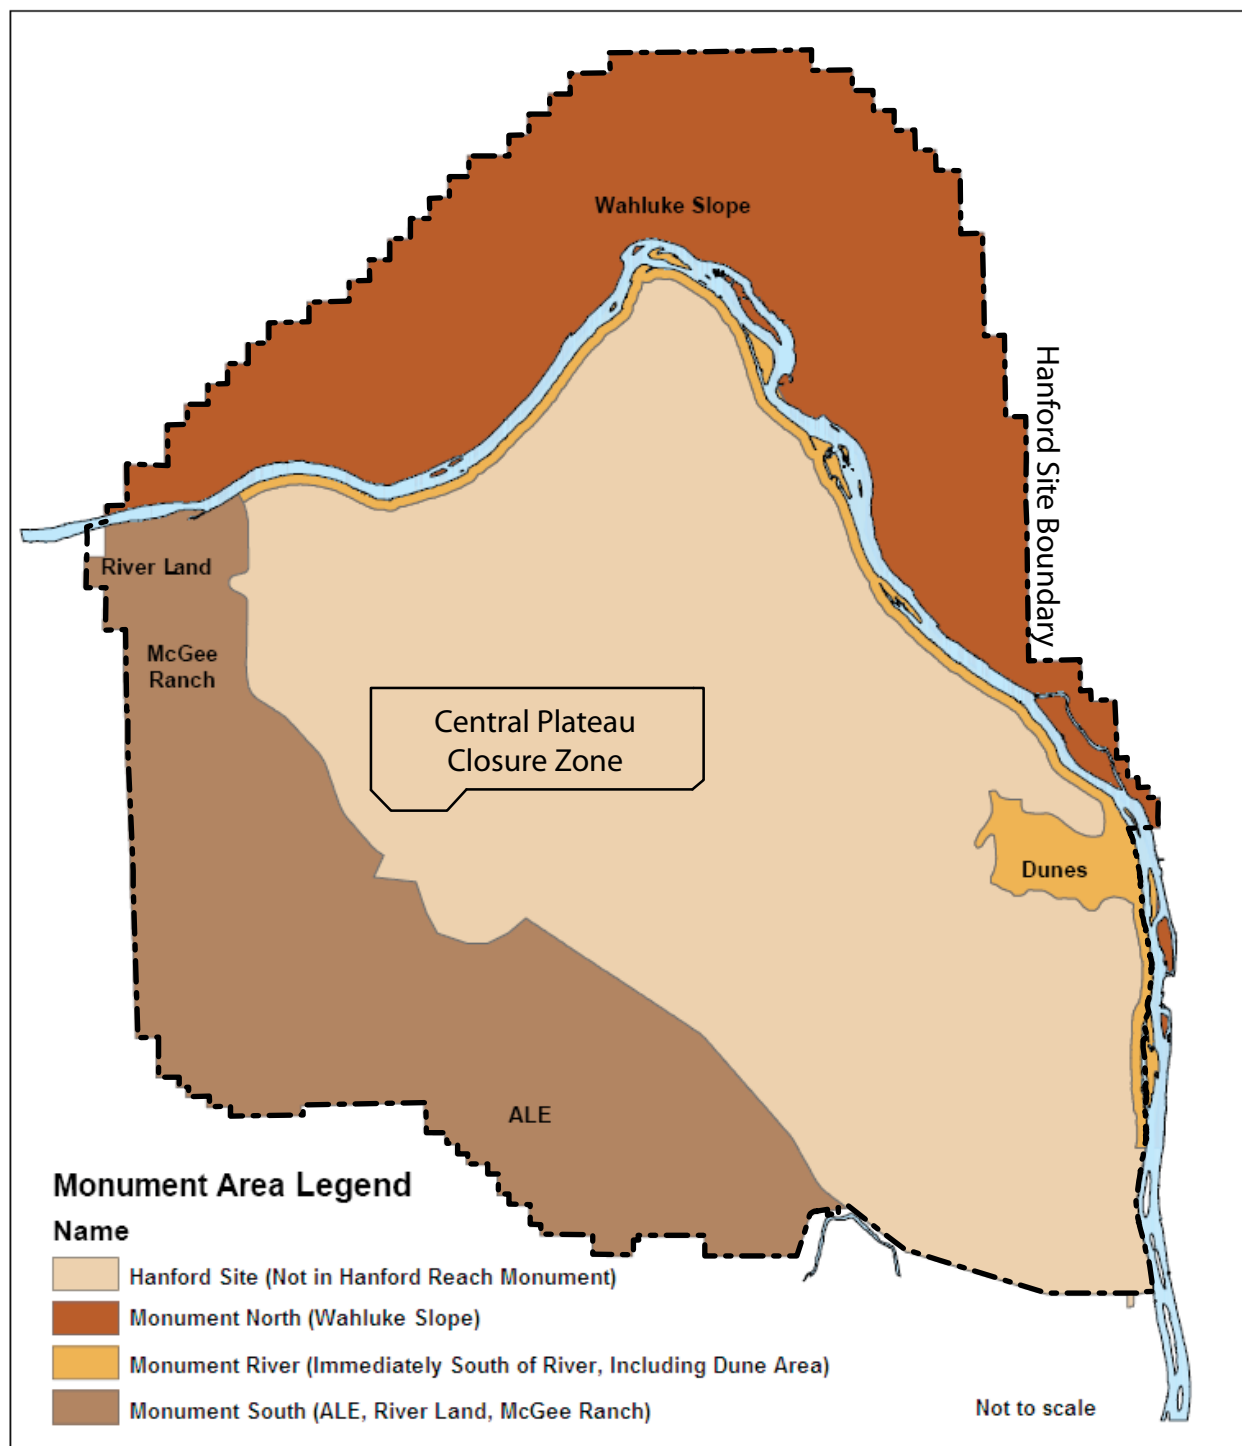 Wahluke Slope
Hanford Site Boundary
River Land
McGee
Ranch
Central Plateau
Closure Zone
Dunes
ALE
Monument Area Legend
Name
Hanford Site (Not in Hanford Reach Monument)
Monument North (Wahluke Slope)
Monument River (Immediately South of River, Including Dune Area)
Monument South (ALE, River Land, McGee Ranch)
Not to scale